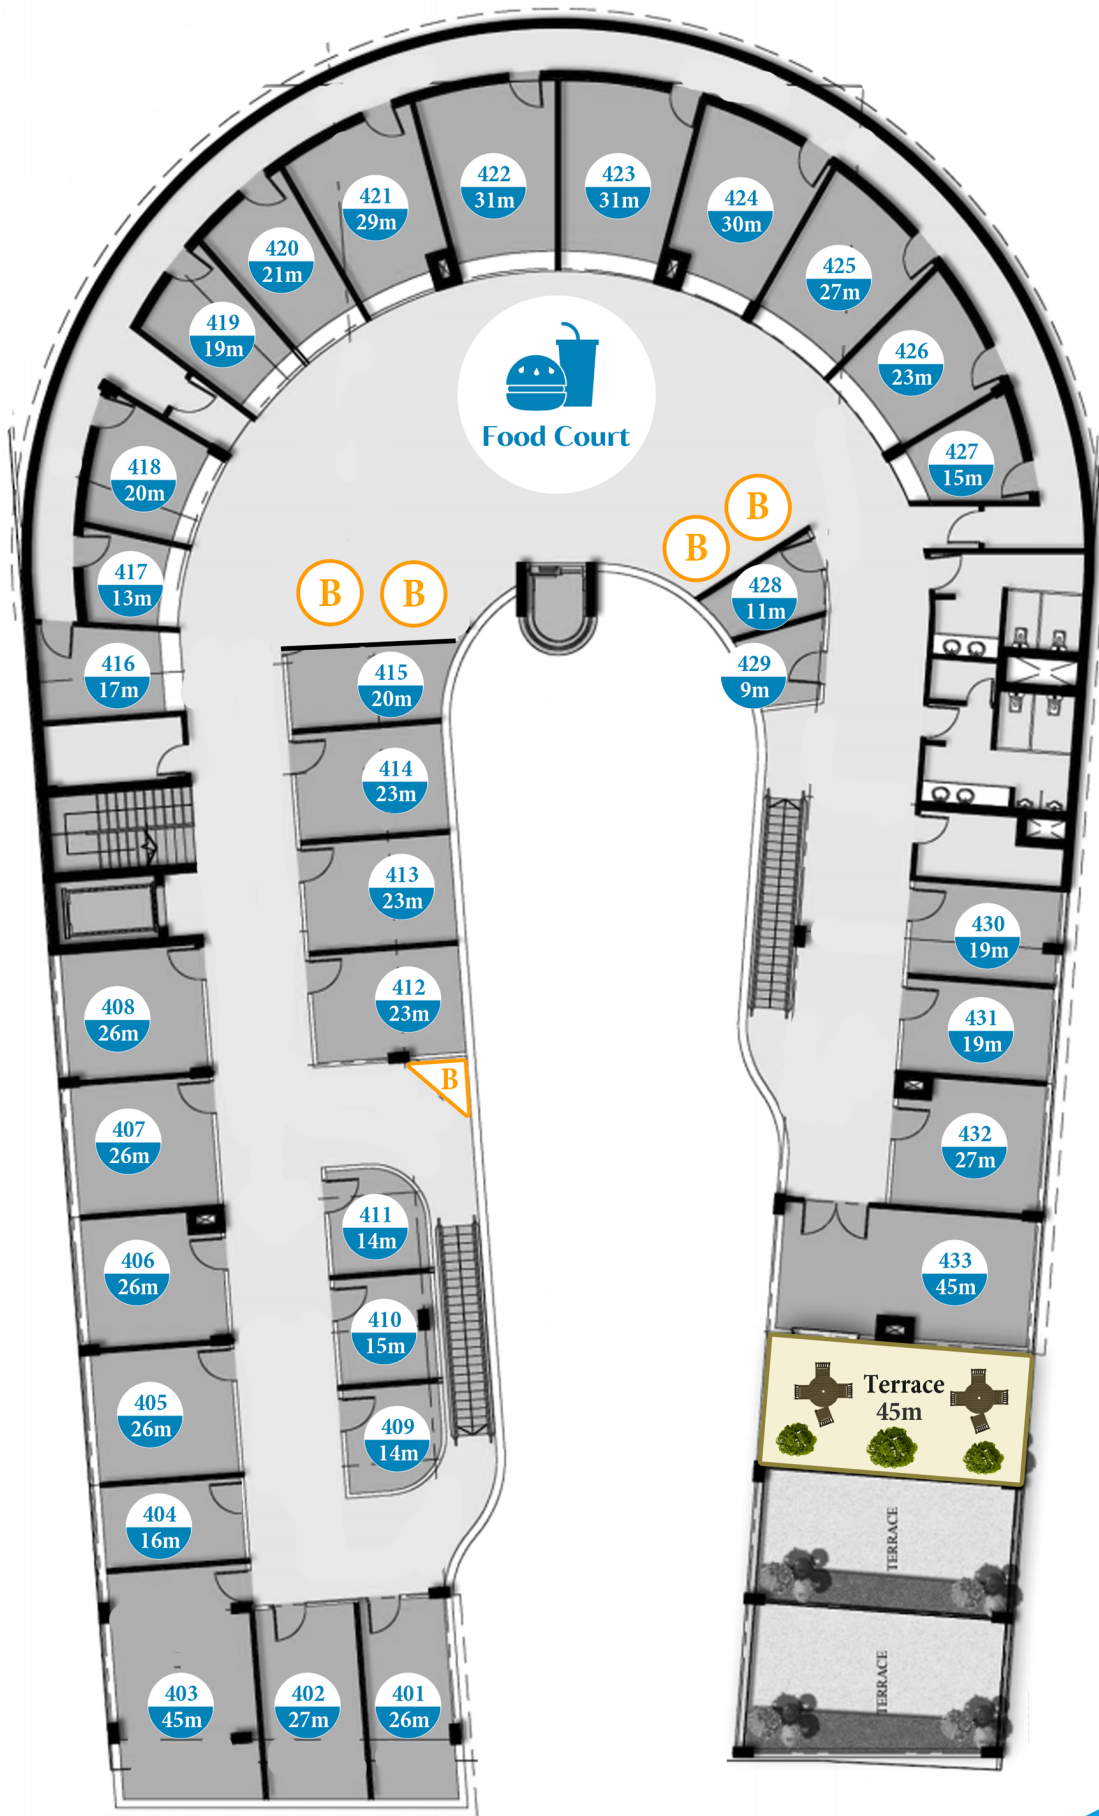 422
31m
423
31m
421
29m
424
30m
420
21m
425
27m
419
19m
426
23m
Food Court
418
20m
427
15m
B
B
417
13m
B
B
428
11m
416
17m
415
20m
429
9m
414
23m
413
23m
430
19m
408
26m
412
23m
431
19m
B
407
26m
432
27m
411
14m
406
26m
433
45m
410
15m
405
26m
Terrace
45m
409
14m
404
16m
TERRACE
403
45m
402
27m
401
26m
TERRACE